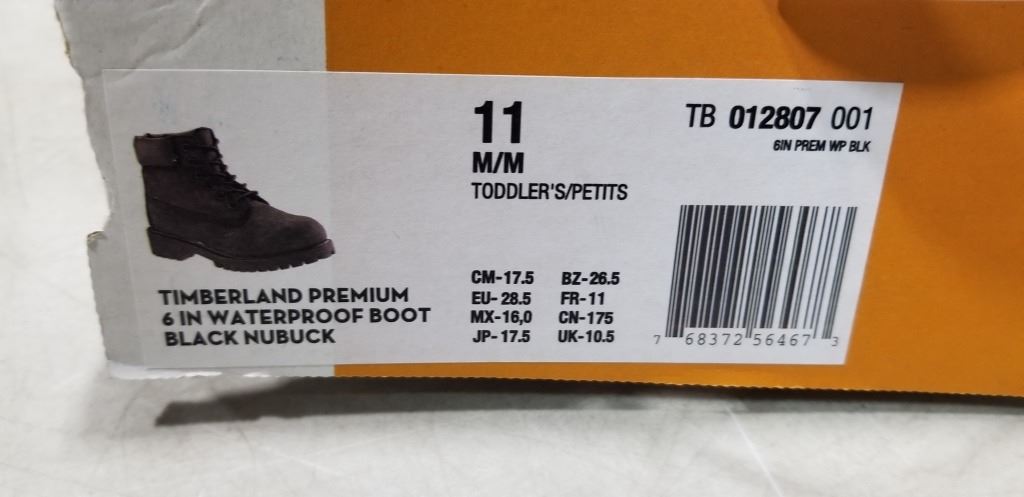 11
M/M
TODDLER'S/PETITS
TB 012807 001
6IN PREM WP BLK
TIMBERLAND PREMIUM
6 IN WATERPROOF BOOT
BLACK NUBUCK
CM-17.5 BZ-26.5
EU-28.5 FR-11
MX-16,0 CN-175
JP-17.5 UK-10.5
7 68372 56467 3